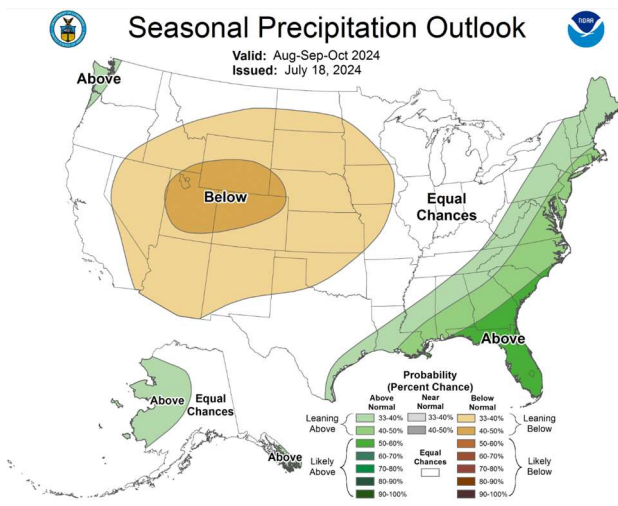 Seasonal Precipitation Outlook
Valid: Aug-Sep-Oct 2024
Issued: July 18, 2024
NOAA
Above
Below
Equal
Chances
Above
Above
Equal
Chances
Above
Probability
(Percent Chance)
Above Normal
Near Normal
Below Normal
Leaning Above
33-40% 33-40% 33-40%
40-50% 40-50% 40-50%
Leaning Below
Likely Above
50-60% 50-60%
60-70% 60-70%
70-80% 70-80%
80-90% 80-90%
90-100% 90-100%
Likely Below
Equal Chances